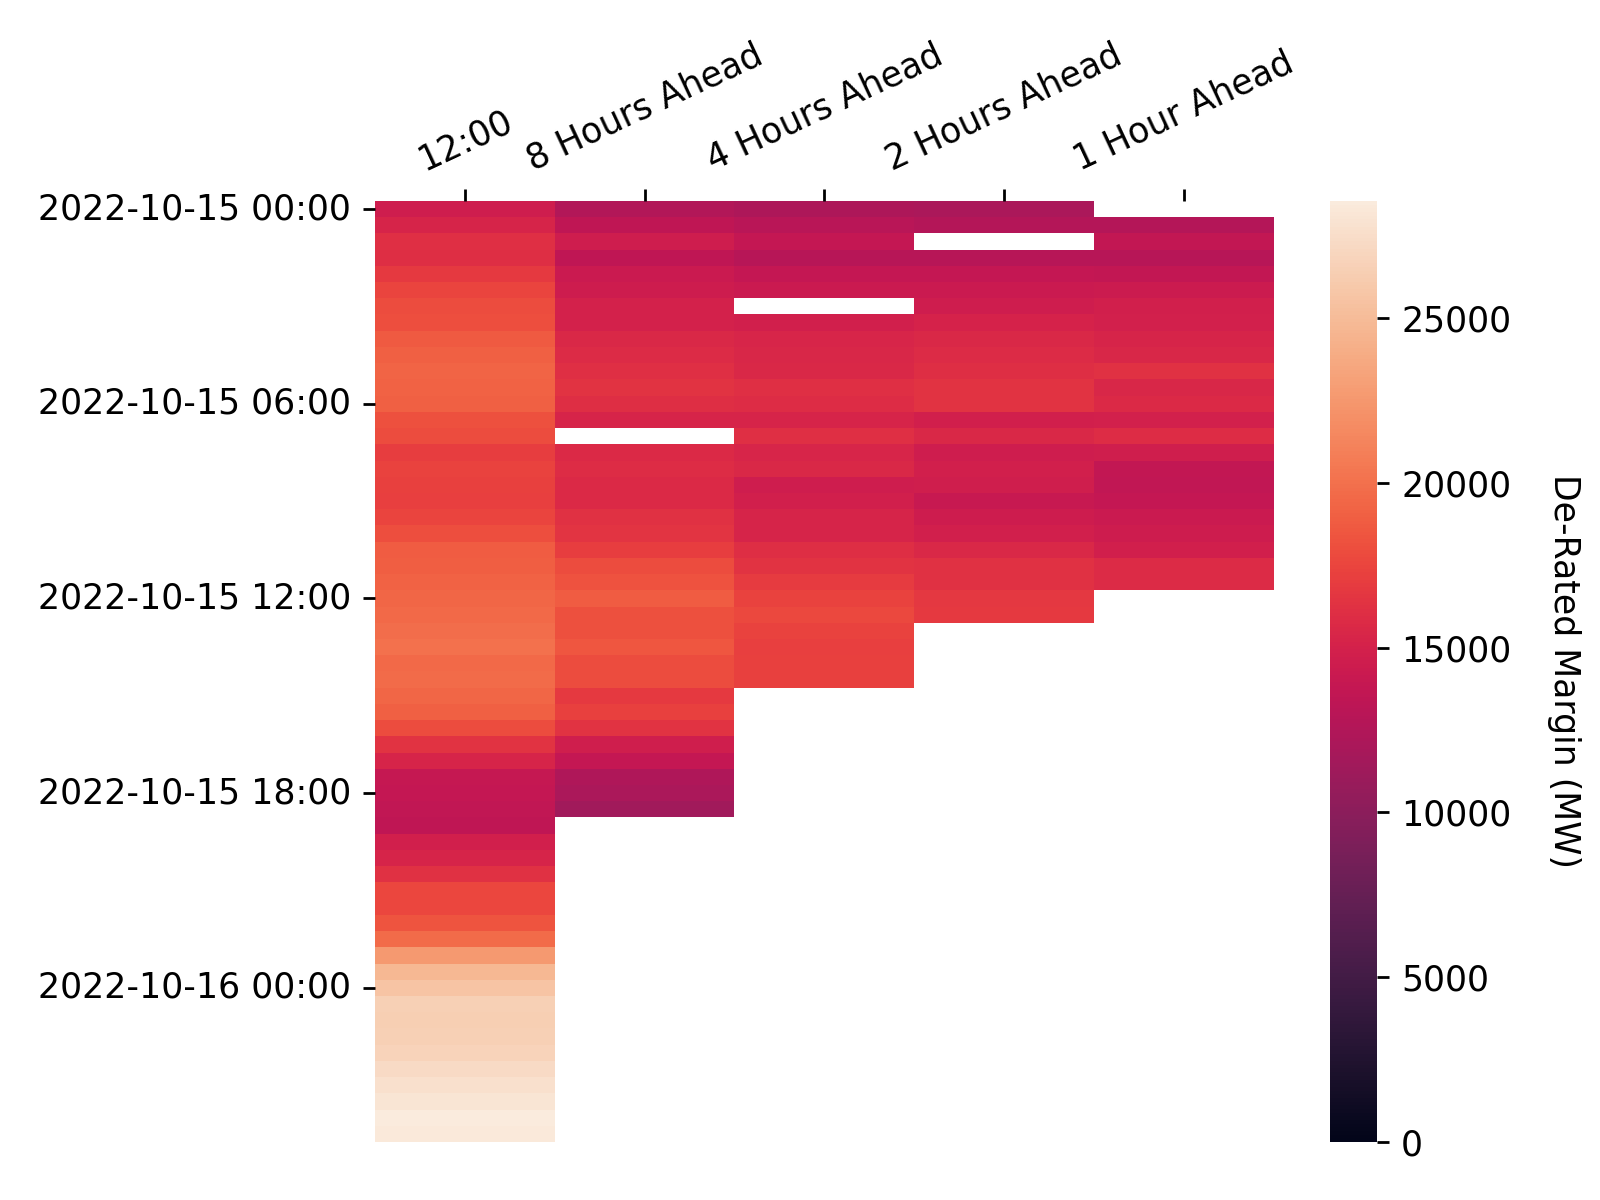 12:00
8 Hours Ahead
4 Hours Ahead
2 Hours Ahead
1 Hour Ahead
2022-10-15 00:00
2022-10-15 06:00
2022-10-15 12:00
2022-10-15 18:00
2022-10-16 00:00
25000
20000
15000
10000
5000
0
De-Rated Margin (MW)